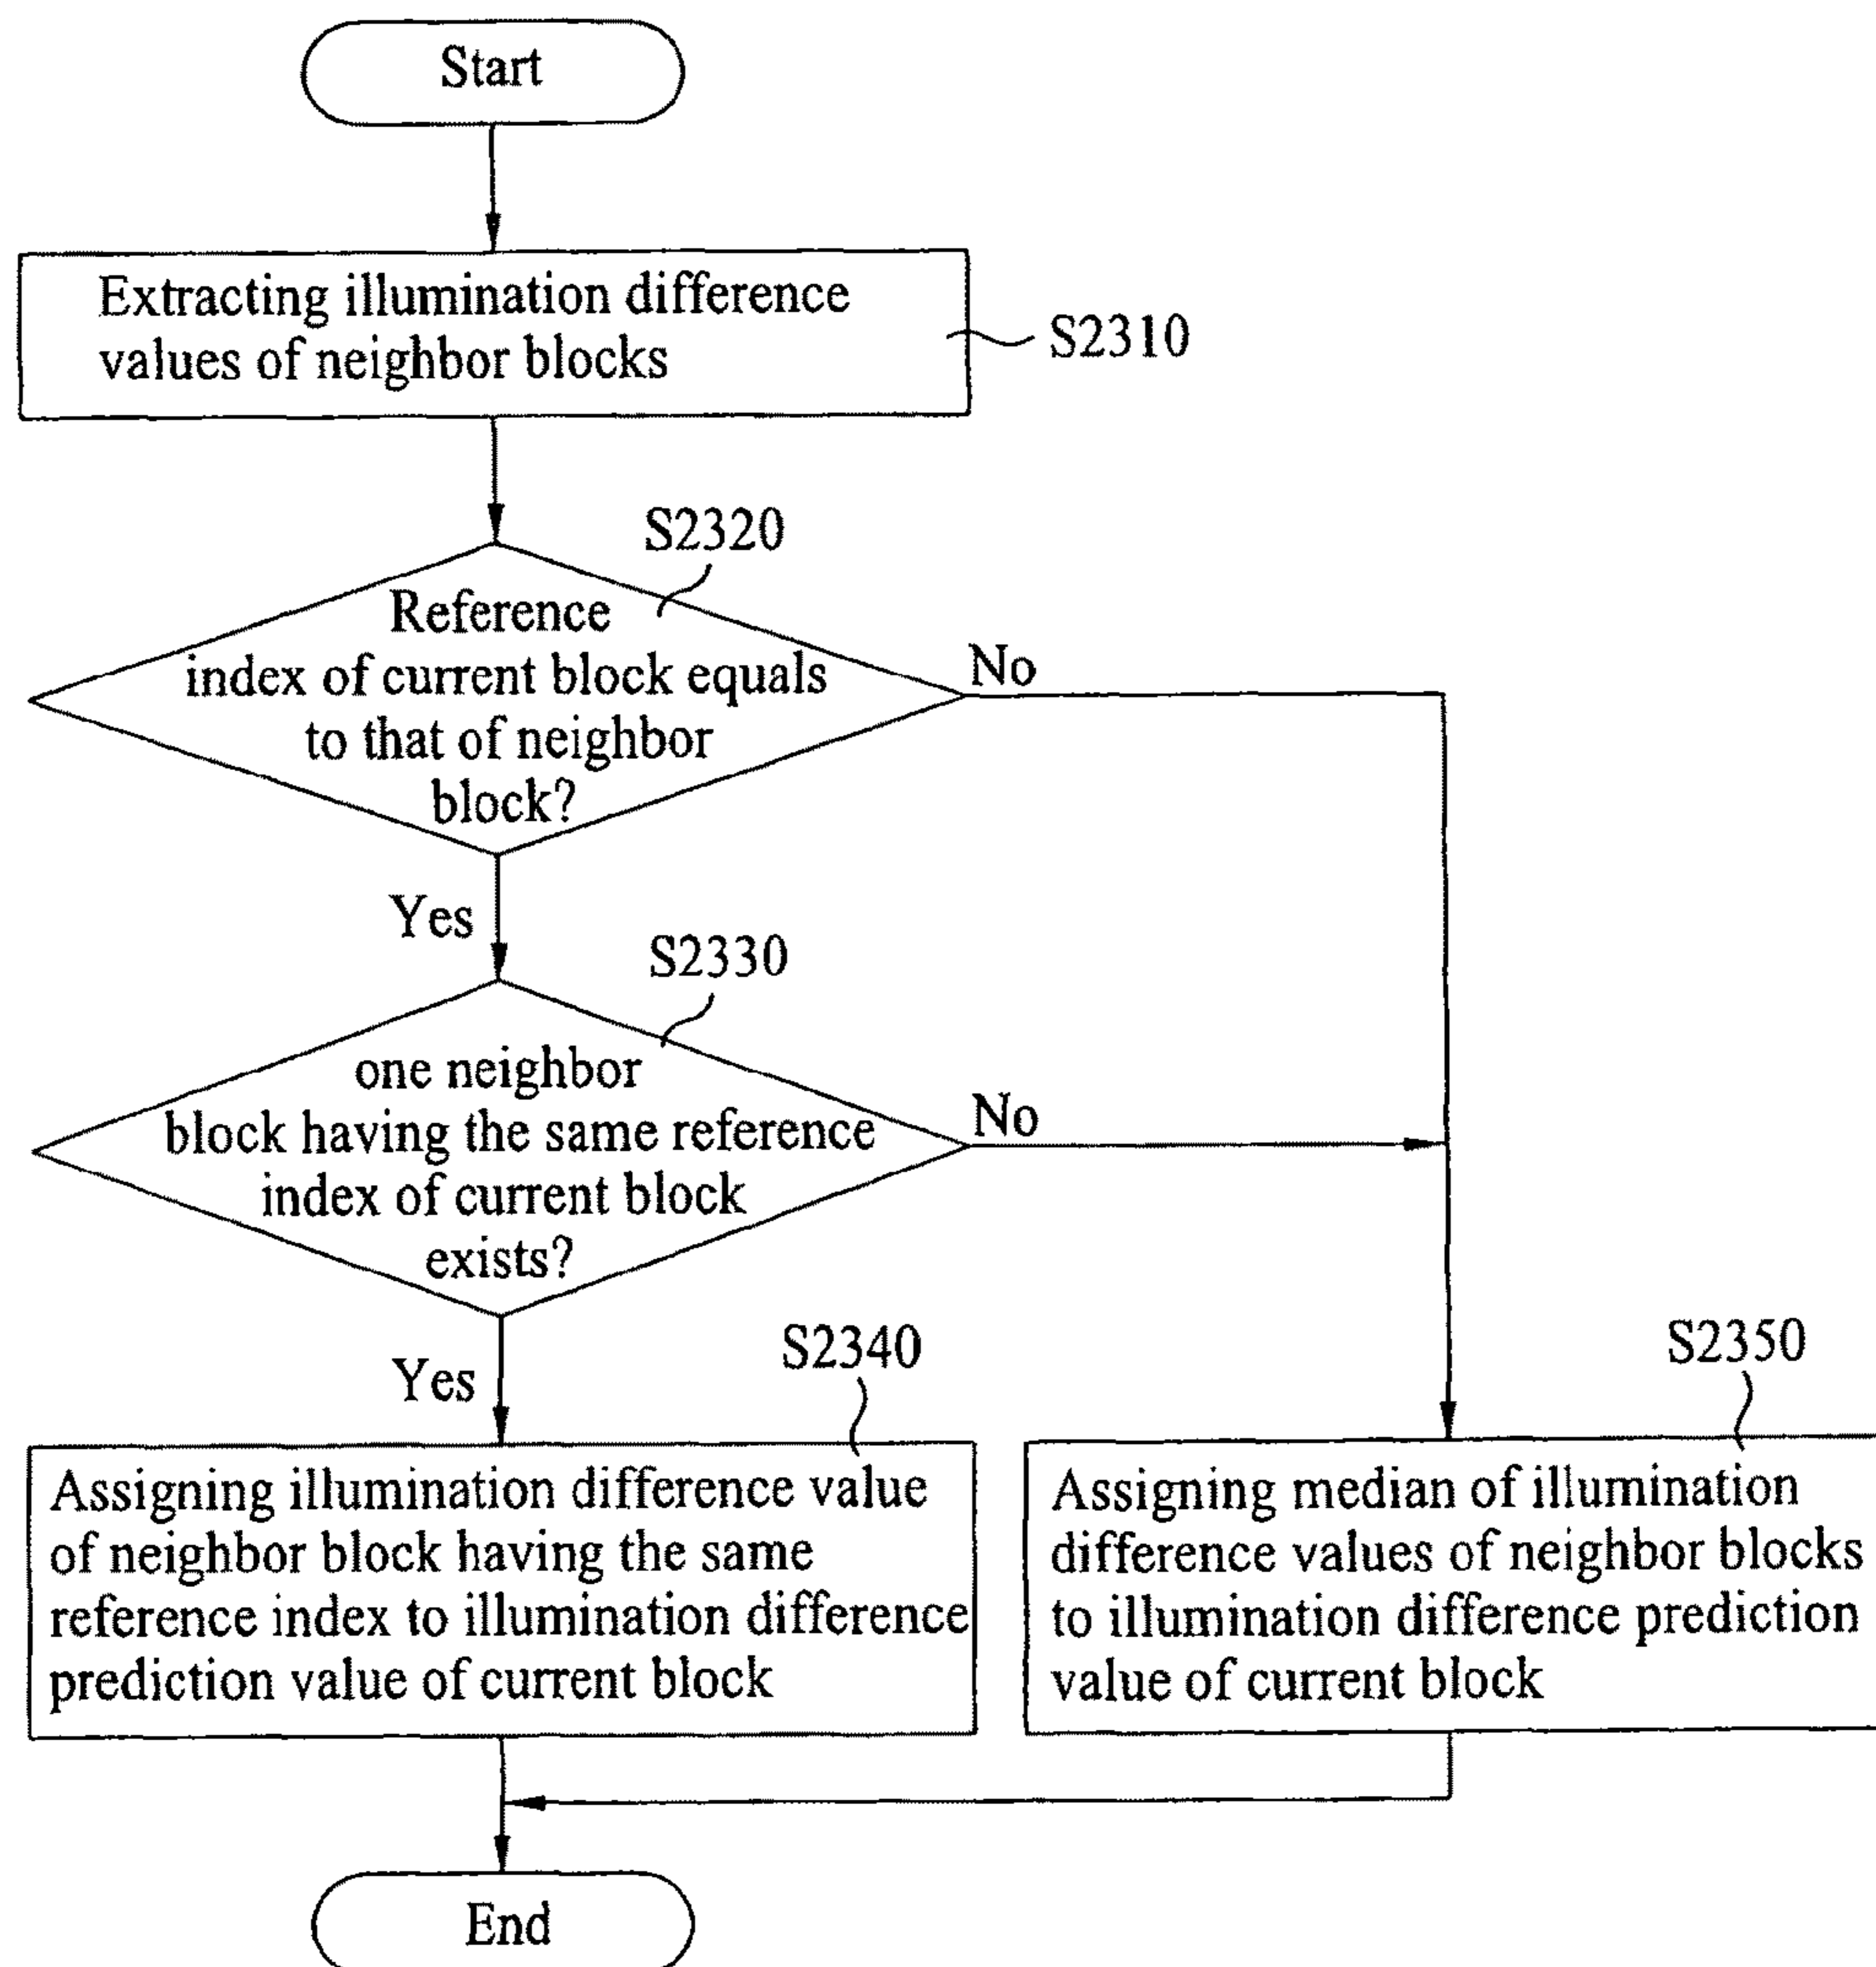 Start
Extracting illumination difference
values of neighbor blocks
S2310
S2320
Reference
index of current block equals
to that of neighbor
block?
No
Yes
S2330
one neighbor
block having the same reference
index of current block
exists?
No
Yes
S2340
Assigning illumination difference value
of neighbor block having the same
reference index to illumination difference
prediction value of current block
S2350
Assigning median of illumination
difference values of neighbor blocks
to illumination difference prediction
value of current block
End